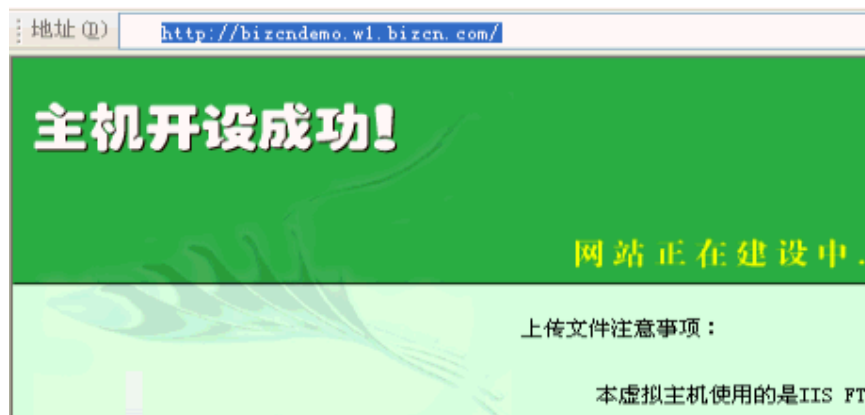 地址(D) http://bizcndemo.w1.bizcn.com/
主机开设成功!
网站正在建设中.
上传文件注意事项：
本虚拟主机使用的是IIS FT